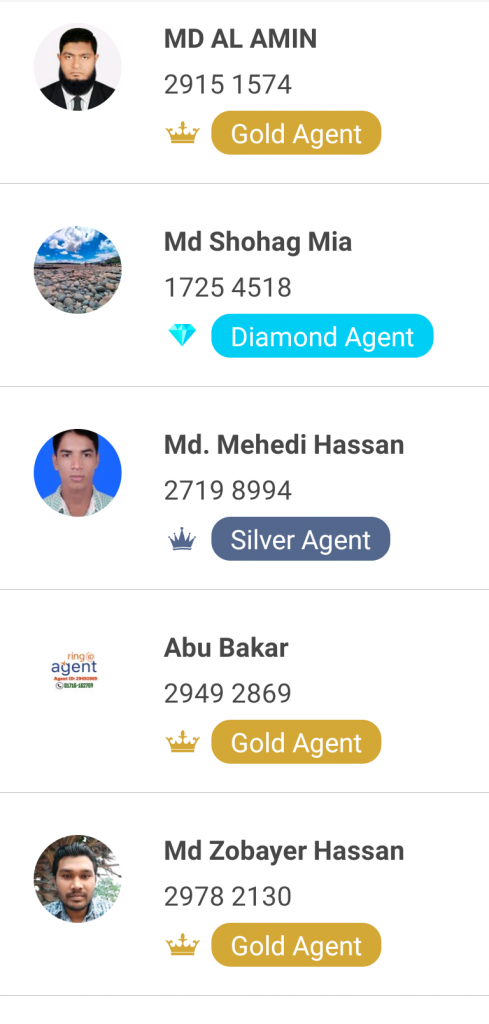 MD AL AMIN
2915 1574
Gold Agent
Md Shohag Mia
1725 4518
Diamond Agent
Md. Mehedi Hassan
2719 8994
Silver Agent
ring
agent
Abu Bakar
2949 2869
Gold Agent
Md Zobayer Hassan
2978 2130
Gold Agent